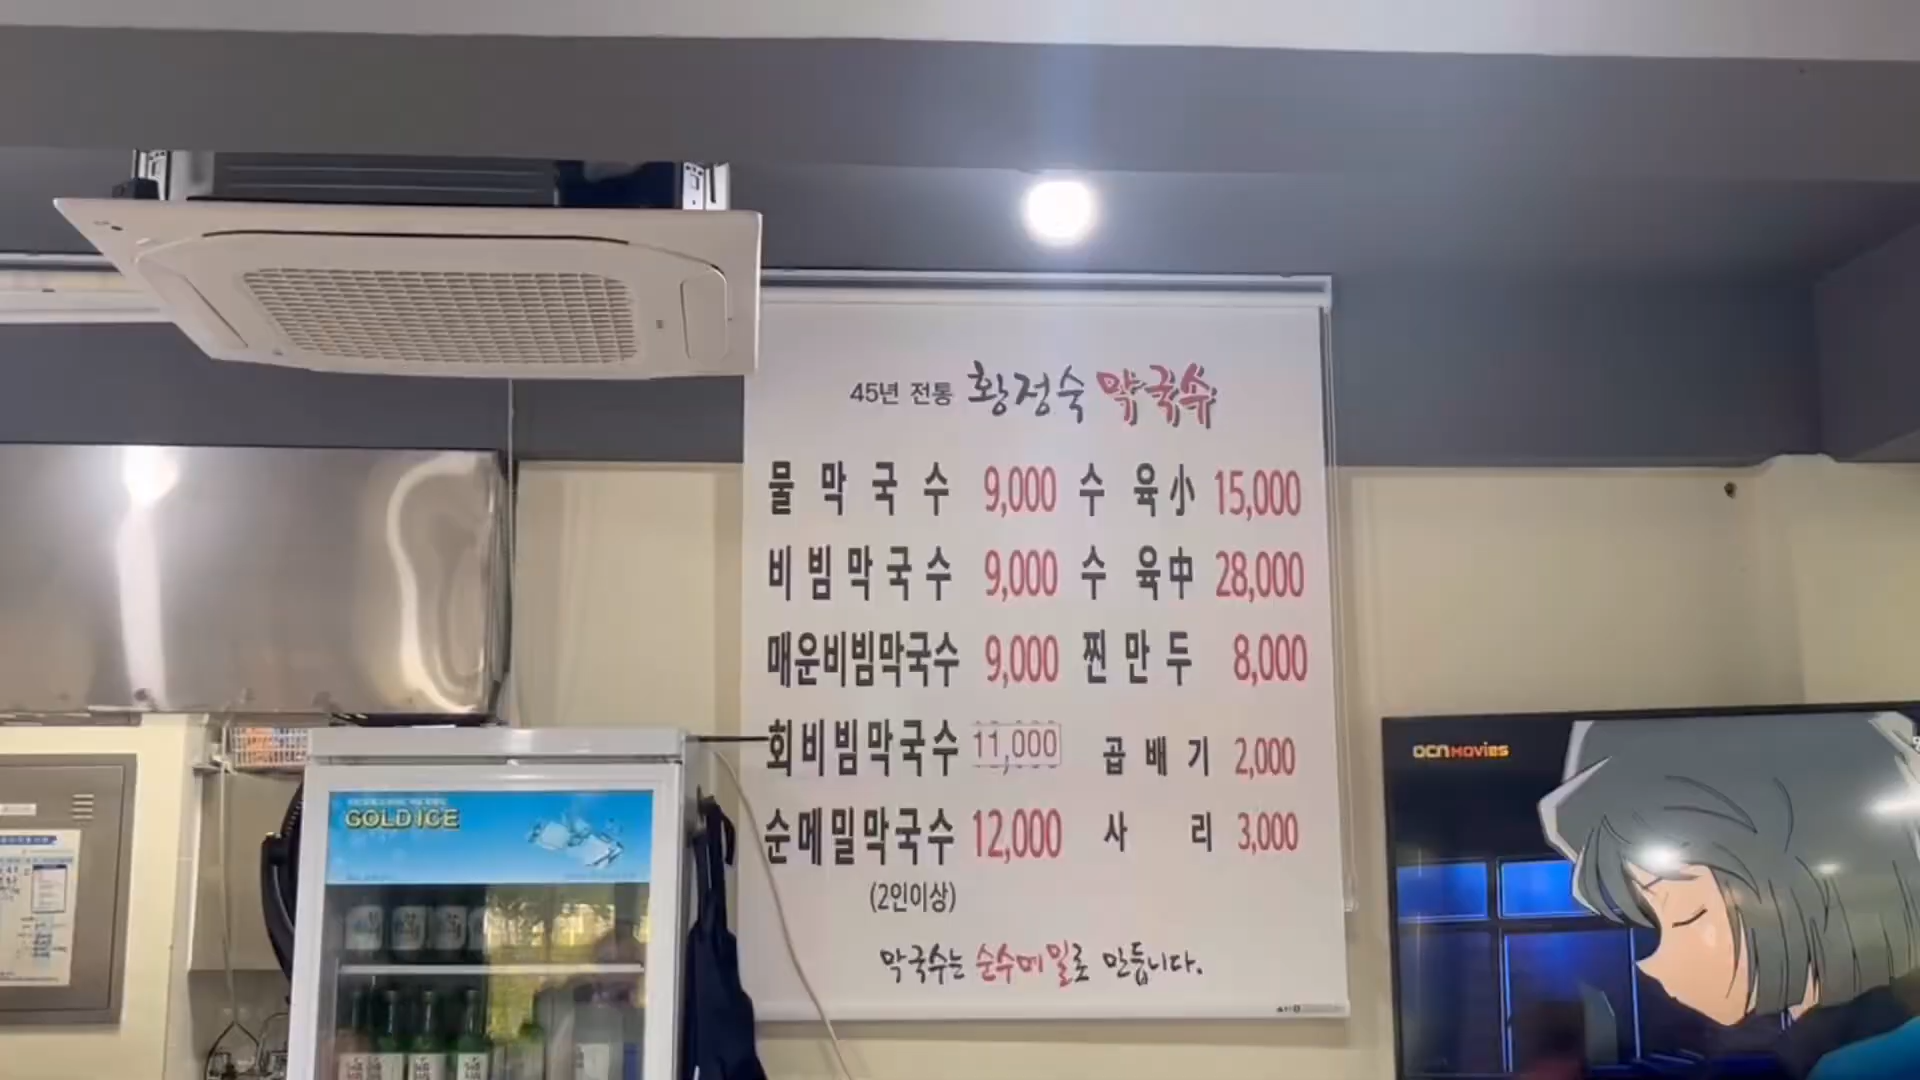 45년 전통 황정숙 막국수
물막국수 9,000 수육小 15,000
비빔막국수 9,000 수육中 28,000
매운비빔막국수 9,000 찐만두 8,000
회비빔막국수 11,000 곱배기 2,000
순메밀막국수 12,000 사리 3,000
(2인이상)
막국수는 순수메밀로 만듭니다.
GOLD ICE
OCN MOVIES